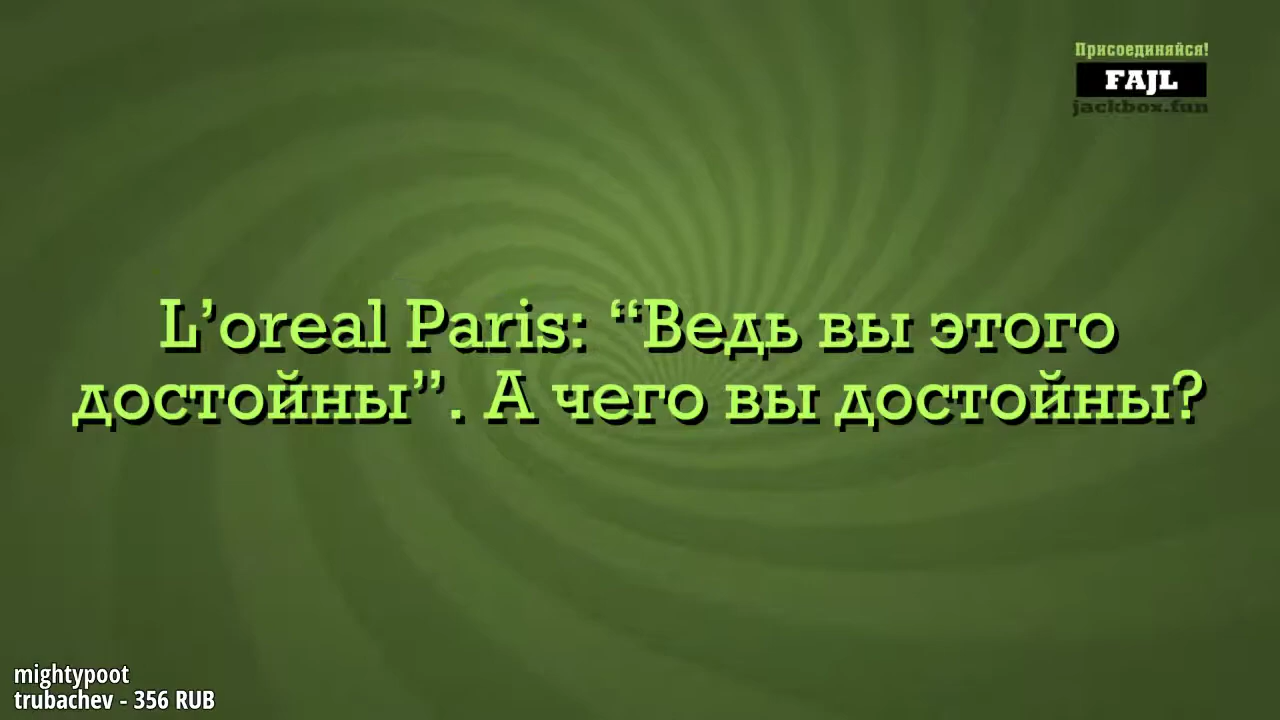 Присоединяйся!
FAJL
jackbox.fun
L’oreal Paris: “Ведь вы этого
достойны”. А чего вы достойны?
mightypoot
trubachev - 356 RUB